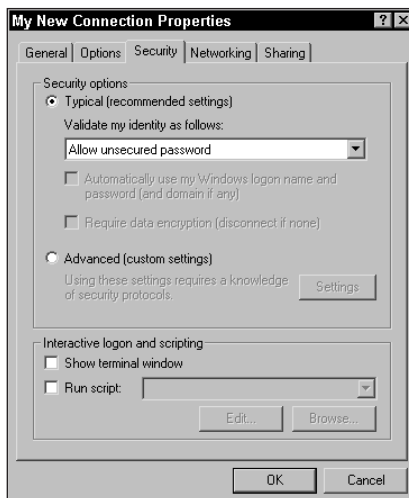 My New Connection Properties
General Options Security Networking Sharing
Security options
Typical (recommended settings)
Validate my identity as follows:
Allow unsecured password
Automatically use my Windows logon name and
password (and domain if any)
Require data encryption (disconnect if none)
Advanced (custom settings)
Using these settings requires a knowledge
of security protocols.
Settings
Interactive logon and scripting
Show terminal window
Run script:
Edit... Browse...
OK Cancel